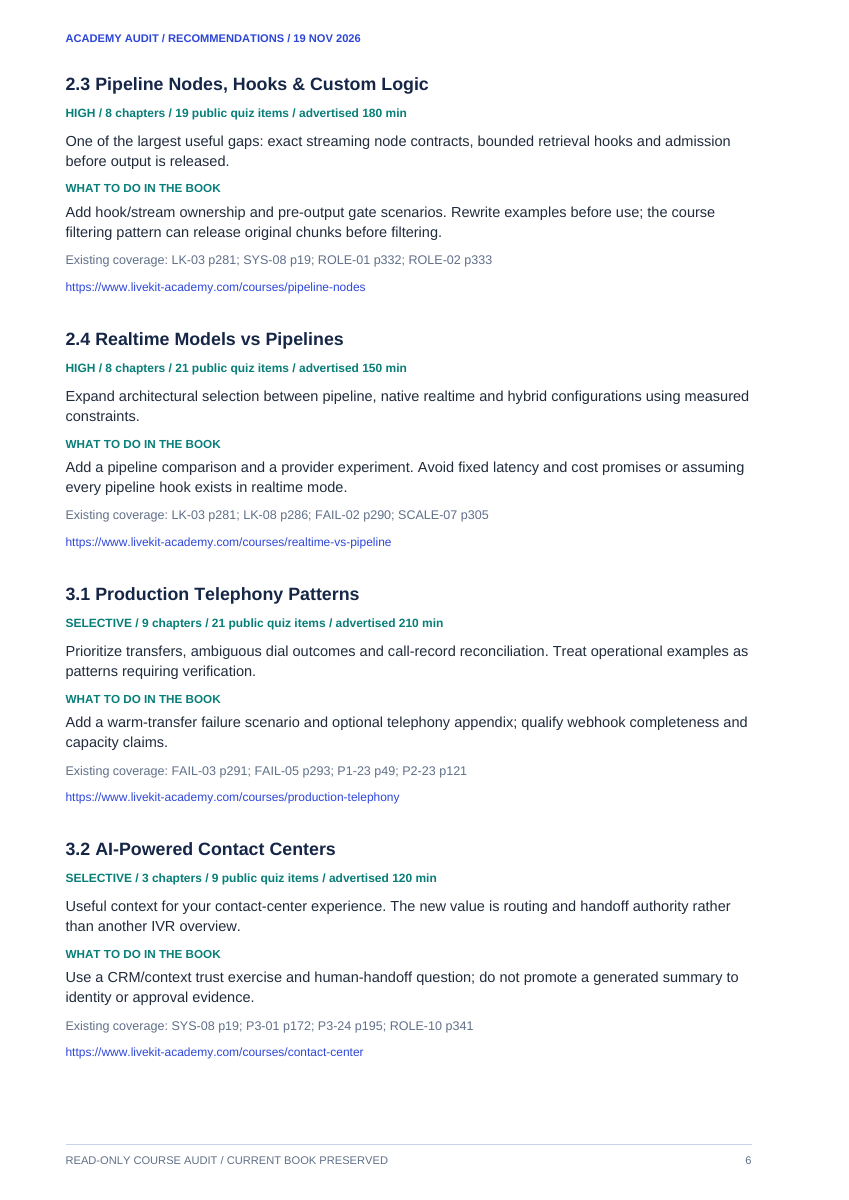 ACADEMY AUDIT / RECOMMENDATIONS / 19 NOV 2026
2.3 Pipeline Nodes, Hooks & Custom Logic
HIGH / 8 chapters / 19 public quiz items / advertised 180 min
One of the largest useful gaps: exact streaming node contracts, bounded retrieval hooks and admission
before output is released.
WHAT TO DO IN THE BOOK
Add hook/stream ownership and pre-output gate scenarios. Rewrite examples before use; the course
filtering pattern can release original chunks before filtering.
Existing coverage: LK-03 p281; SYS-08 p19; ROLE-01 p332; ROLE-02 p333
https://www.livekit-academy.com/courses/pipeline-nodes
2.4 Realtime Models vs Pipelines
HIGH / 8 chapters / 21 public quiz items / advertised 150 min
Expand architectural selection between pipeline, native realtime and hybrid configurations using measured
constraints.
WHAT TO DO IN THE BOOK
Add a pipeline comparison and a provider experiment. Avoid fixed latency and cost promises or assuming
every pipeline hook exists in realtime mode.
Existing coverage: LK-03 p281; LK-08 p286; FAIL-02 p290; SCALE-07 p305
https://www.livekit-academy.com/courses/realtime-vs-pipeline
3.1 Production Telephony Patterns
SELECTIVE / 9 chapters / 21 public quiz items / advertised 210 min
Prioritize transfers, ambiguous dial outcomes and call-record reconciliation. Treat operational examples as
patterns requiring verification.
WHAT TO DO IN THE BOOK
Add a warm-transfer failure scenario and optional telephony appendix; qualify webhook completeness and
capacity claims.
Existing coverage: FAIL-03 p291; FAIL-05 p293; P1-23 p49; P2-23 p121
https://www.livekit-academy.com/courses/production-telephony
3.2 AI-Powered Contact Centers
SELECTIVE / 3 chapters / 9 public quiz items / advertised 120 min
Useful context for your contact-center experience. The new value is routing and handoff authority rather
than another IVR overview.
WHAT TO DO IN THE BOOK
Use a CRM/context trust exercise and human-handoff question; do not promote a generated summary to
identity or approval evidence.
Existing coverage: SYS-08 p19; P3-01 p172; P3-24 p195; ROLE-10 p341
https://www.livekit-academy.com/courses/contact-center
READ-ONLY COURSE AUDIT / CURRENT BOOK PRESERVED
6